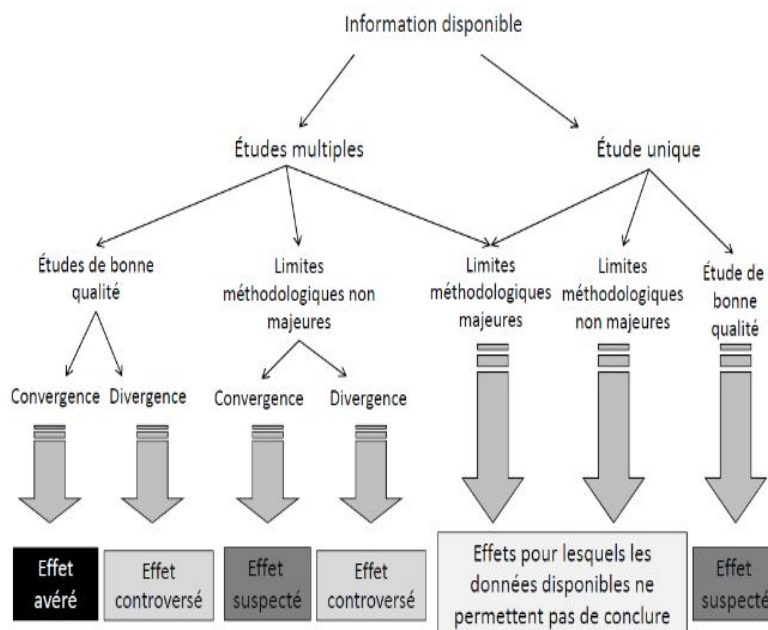 Information disponible
Études multiples
Étude unique
Études de bonne
qualité
Limites
méthodologiques non
majeures
Limites
méthodologiques
majeures
Limites
méthodologiques
non majeures
Étude de
bonne
qualité
Convergence
Divergence
Convergence
Divergence
Effet
avéré
Effet
controversé
Effet
suspecté
Effet
controversé
Effets pour lesquels les
données disponibles ne
permettent pas de conclure
Effet
suspecté